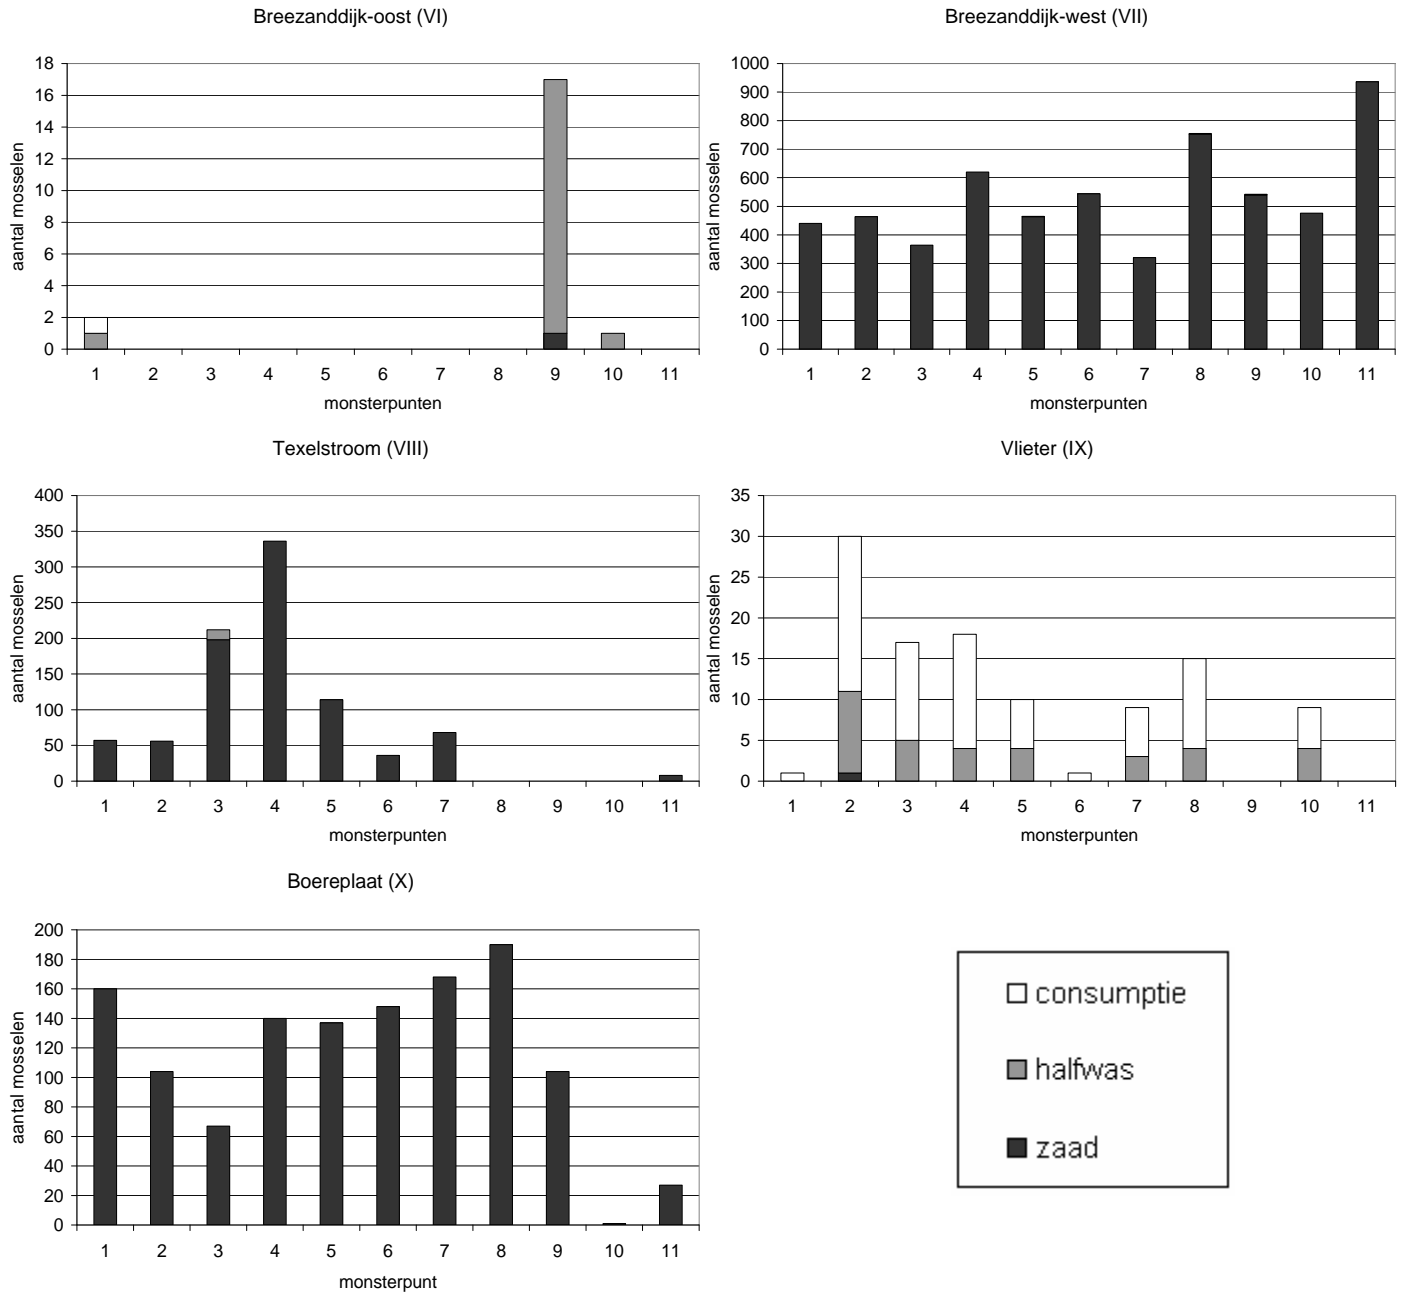 Breezanddijk-oost (VI)
aantal mosselen
18
16
14
12
10
8
6
4
2
0
1 2 3 4 5 6 7 8 9 10 11
monsterpunten
Breezanddijk-west (VII)
aantal mosselen
1000
900
800
700
600
500
400
300
200
100
0
1 2 3 4 5 6 7 8 9 10 11
monsterpunten
Texelstroom (VIII)
aantal mosselen
400
350
300
250
200
150
100
50
0
1 2 3 4 5 6 7 8 9 10 11
monsterpunten
Vlieter (IX)
aantal mosselen
35
30
25
20
15
10
5
0
1 2 3 4 5 6 7 8 9 10 11
monsterpunten
Boereplaat (X)
aantal mosselen
200
180
160
140
120
100
80
60
40
20
0
1 2 3 4 5 6 7 8 9 10 11
monsterpunt
consumptie
halfwas
zaad